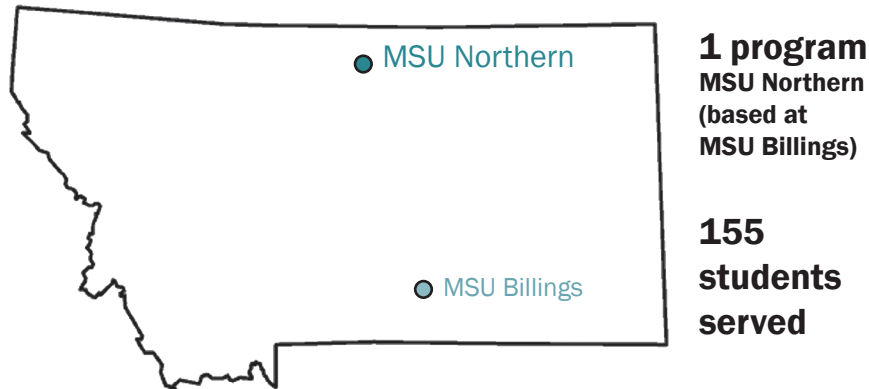 MSU Northern
MSU Billings
1 program
MSU Northern
(based at
MSU Billings)
155
students
served